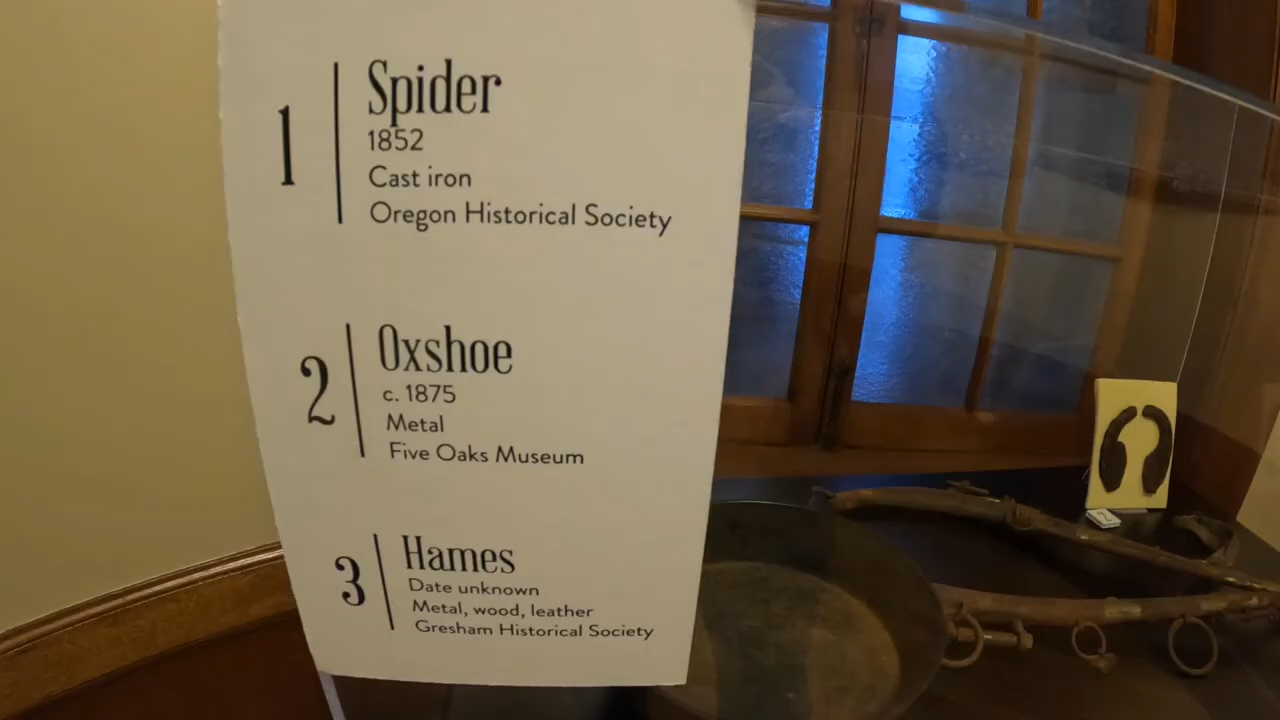 1
Spider
1852
Cast iron
Oregon Historical Society
2
Oxshoe
c. 1875
Metal
Five Oaks Museum
3
Hames
Date unknown
Metal, wood, leather
Gresham Historical Society
2